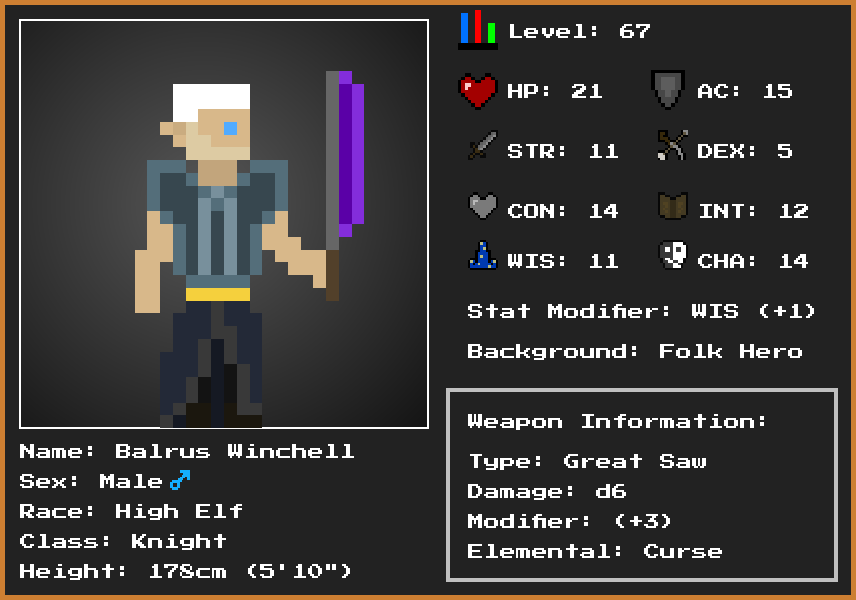 Level: 67
HP: 21
AC: 15
STR: 11
DEX: 5
CON: 14
INT: 12
WIS: 11
CHA: 14
Stat Modifier: WIS (+1)
Background: Folk Hero
Weapon Information:
Type: Great Saw
Damage: d6
Modifier: (+3)
Elemental: Curse
Name: Balrus Winchell
Sex: Male♂
Race: High Elf
Class: Knight
Height: 178cm (5'10")